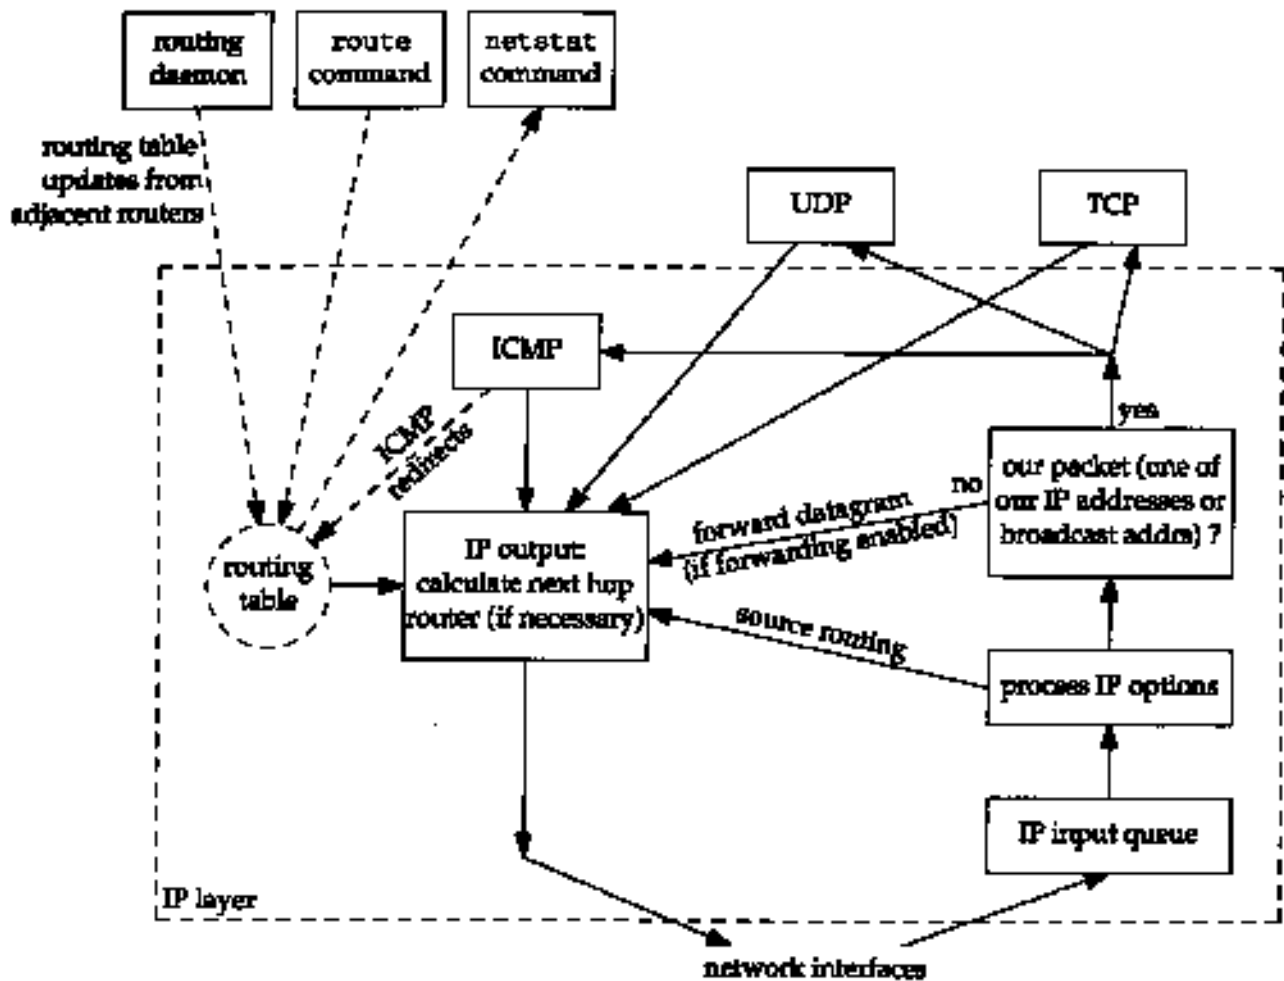 routing
daemon
route
command
netstat
command
routing table
updates from
adjacent routers
UDP
TCP
ICMP
ICMP
redirects
yes
our packet (one of
our IP addresses or
broadcast addrs) ?
no
forward datagram
(if forwarding enabled)
routing
table
IP output:
calculate next hop
router (if necessary)
source routing
process IP options
IP input queue
IP layer
network interfaces